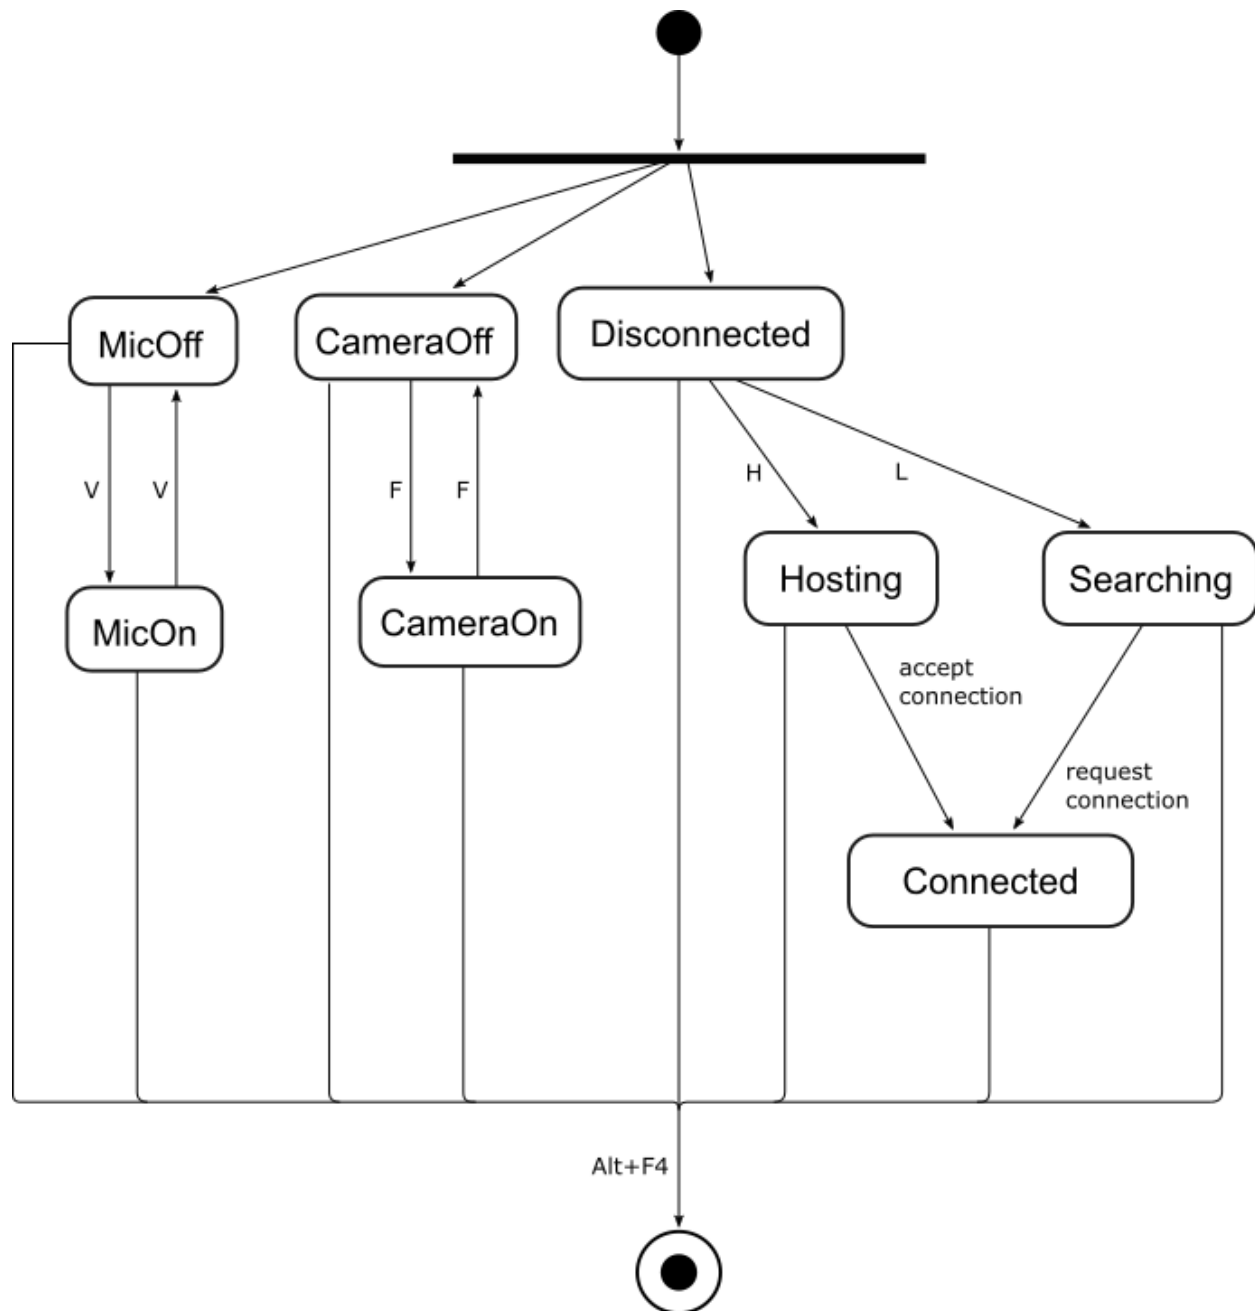 MicOff
CameraOff
Disconnected
V
V
F
F
H
L
MicOn
CameraOn
Hosting
Searching
accept
connection
request
connection
Connected
Alt+F4